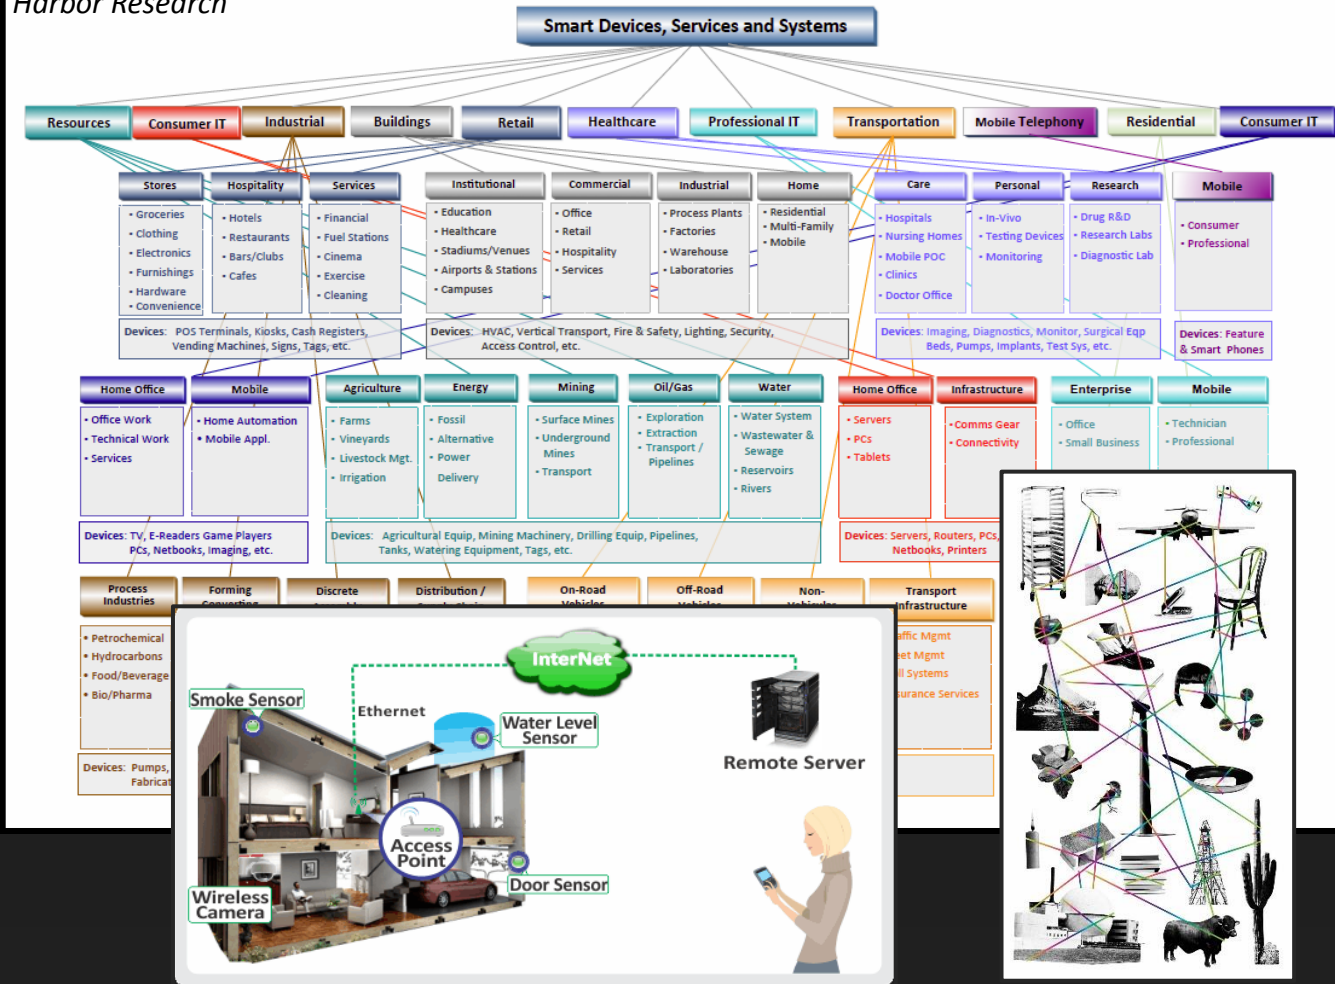 Harbor Research
Smart Devices, Services and Systems
Resources
Consumer IT
Industrial
Buildings
Retail
Healthcare
Professional IT
Transportation
Mobile Telephony
Residential
Consumer IT
Stores
• Groceries
• Clothing
• Electronics
• Furnishings
• Hardware
• Convenience
Hospitality
• Hotels
• Restaurants
• Bars/Clubs
• Cafes
Services
• Financial
• Fuel Stations
• Cinema
• Exercise
• Cleaning
Devices: POS Terminals, Kiosks, Cash Registers,
Vending Machines, Signs, Tags, etc.
Institutional
• Education
• Healthcare
• Stadiums/Venues
• Airports & Stations
• Campuses
Commercial
• Office
• Retail
• Hospitality
• Services
Industrial
• Process Plants
• Factories
• Warehouse
• Laboratories
Home
• Residential
• Multi-Family
• Mobile
Devices: HVAC, Vertical Transport, Fire & Safety, Lighting, Security,
Access Control, etc.
Care
• Hospitals
• Nursing Homes
• Mobile POC
• Clinics
• Doctor Office
Personal
• In-Vivo
• Testing Devices
• Monitoring
Research
• Drug R&D
• Research Labs
• Diagnostic Lab
Devices: Imaging, Diagnostics, Monitor, Surgical Eqp
Beds, Pumps, Implants, Test Sys, etc.
Mobile
• Consumer
• Professional
Devices: Feature
& Smart Phones
Home Office
• Office Work
• Technical Work
• Services
Mobile
• Home Automation
• Mobile Appl.
Devices: TV, E-Readers Game Players
PCs, Netbooks, Imaging, etc.
Agriculture
• Farms
• Vineyards
• Livestock Mgt.
• Irrigation
Energy
• Fossil
• Alternative
• Power
Delivery
Mining
• Surface Mines
• Underground
Mines
• Transport
Oil/Gas
• Exploration
• Extraction
• Transport /
Pipelines
Water
• Water System
• Wastewater &
Sewage
• Reservoirs
• Rivers
Devices: Agricultural Equip, Mining Machinery, Drilling Equip, Pipelines,
Tanks, Watering Equipment, Tags, etc.
Home Office
• Servers
• PCs
• Tablets
Infrastructure
• Comms Gear
• Connectivity
Devices: Servers, Routers, PCs,
Netbooks, Printers
Enterprise
• Office
• Small Business
Mobile
• Technician
• Professional
Process
Industries
• Petrochemical
• Hydrocarbons
• Food/Beverage
• Bio/Pharma
Devices: Pumps,
Forming
Discrete
Distribution /
On-Road
Off-Road
Non-
Transport
Infrastructure
Systems
Services
InterNet
Smoke Sensor
Ethernet
Water Level
Sensor
Remote Server
Access
Point
Door Sensor
Wireless
Camera